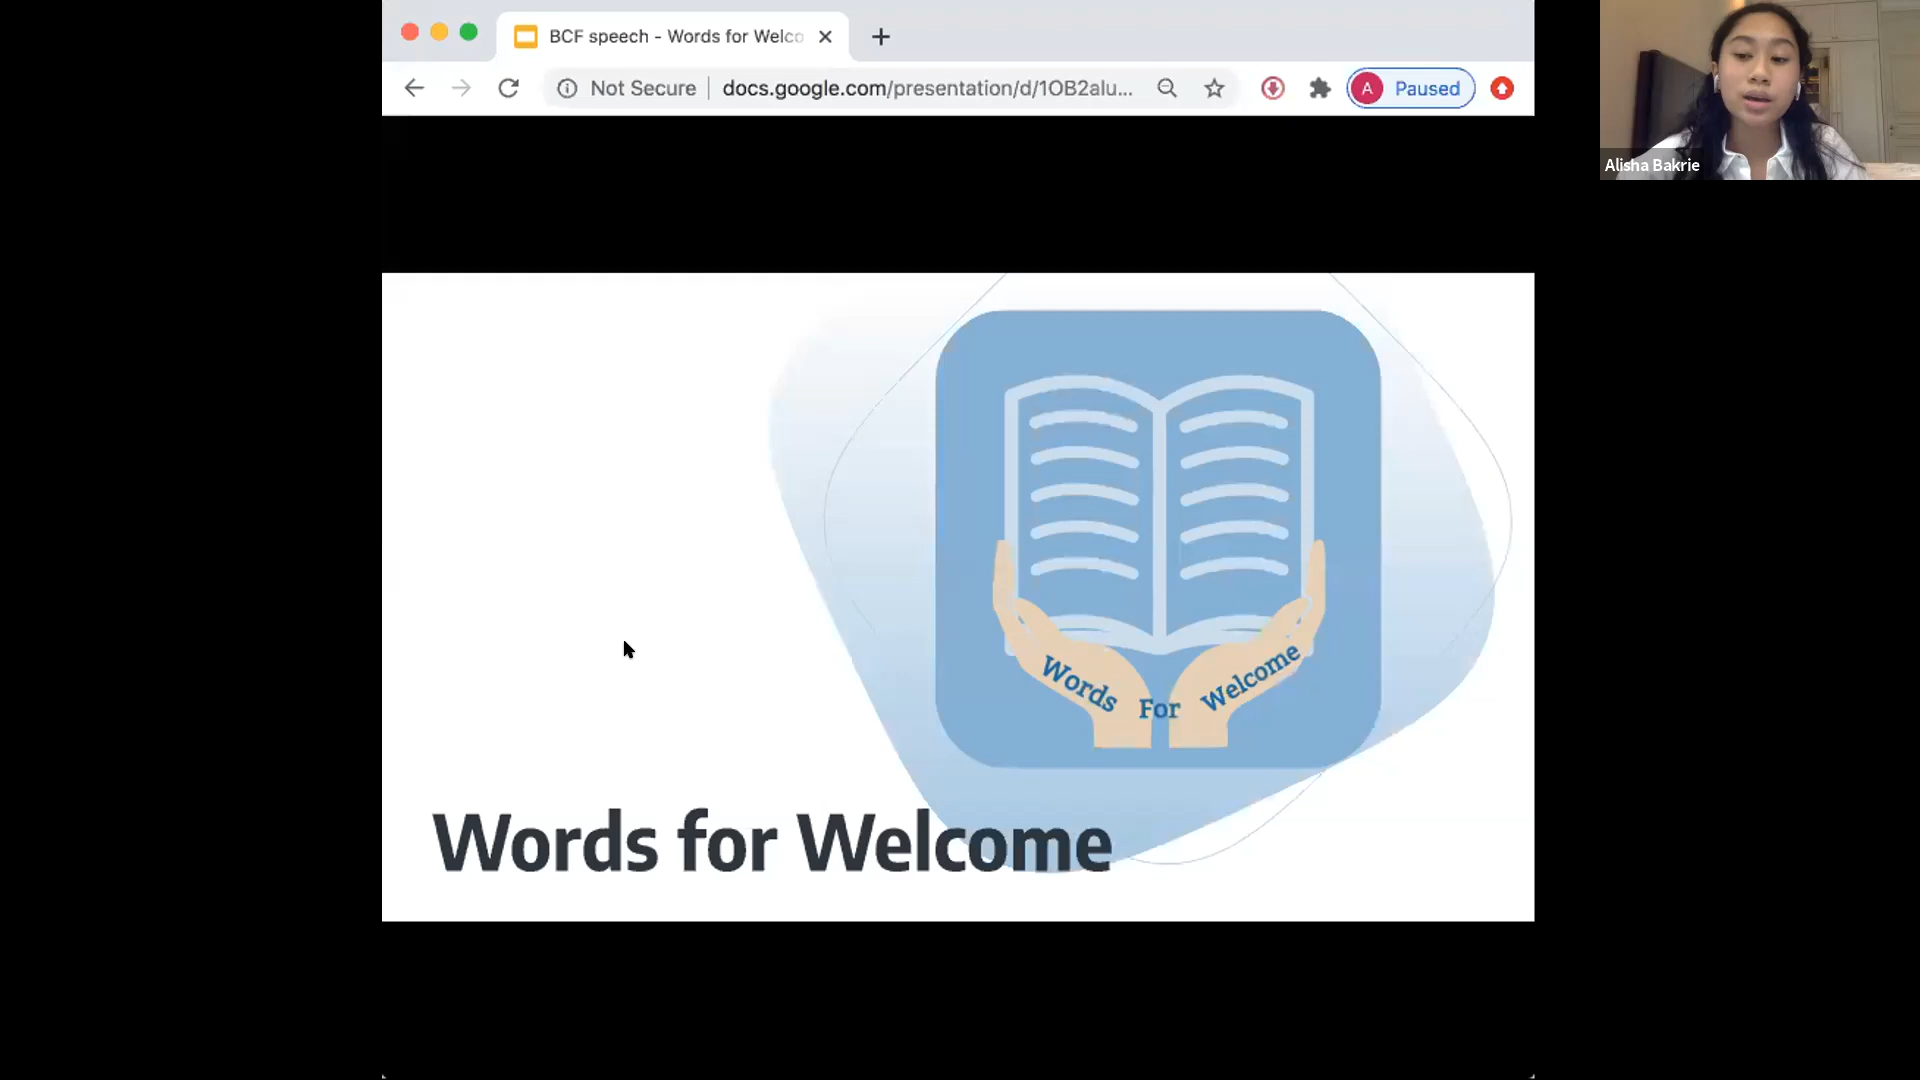 BCF speech - Words for Welco
Not Secure
docs.google.com/presentation/d/1OB2alu...
A
Paused
Alisha Bakrie
Words For Welcome
Words for Welcome